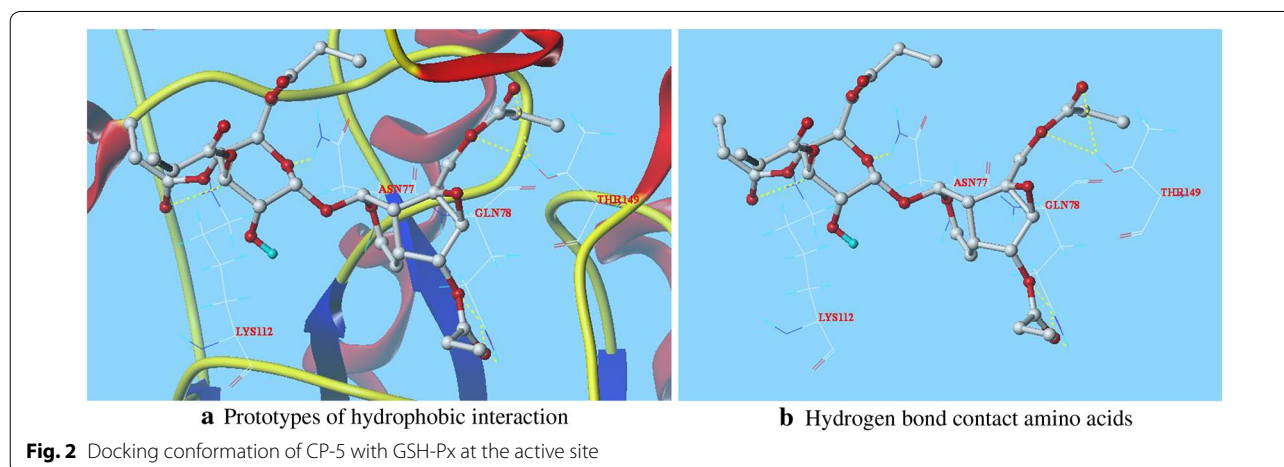 ASN77
GLN78
THR149
LYS112
ASN77
GLN78
THR149
LYS112
a Prototypes of hydrophobic interaction
b Hydrogen bond contact amino acids
Fig. 2 Docking conformation of CP-5 with GSH-Px at the active site